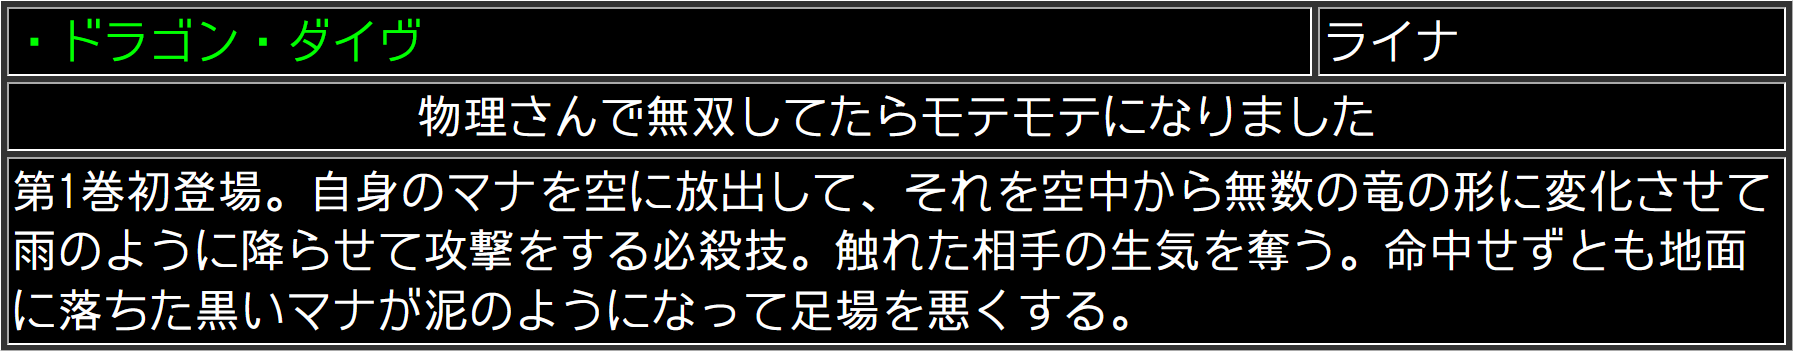 ・ドラゴン・ダイヴ
ライナ
物理さんで無双してたらモテモテになりました
第1巻初登場。自身のマナを空に放出して、それを空中から無数の竜の形に変化させて
雨のように降らせて攻撃をする必殺技。触れた相手の生気を奪う。命中せずとも地面
に落ちた黒いマナが泥のようになって足場を悪くする。